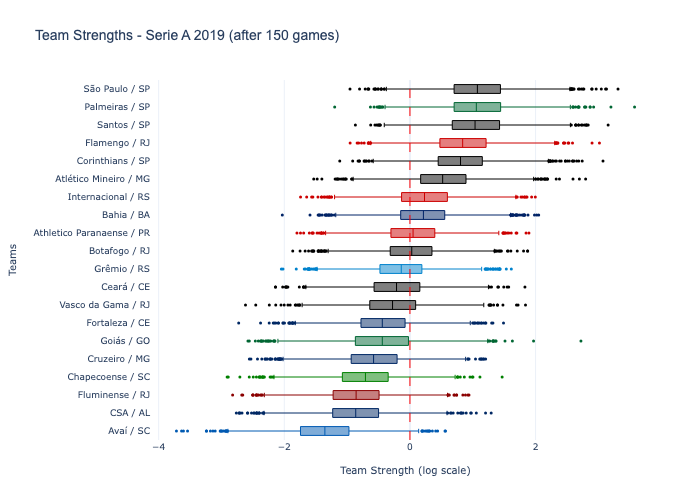 Team Strengths - Serie A 2019 (after 150 games)
São Paulo / SP
Palmeiras / SP
Santos / SP
Flamengo / RJ
Corinthians / SP
Atlético Mineiro / MG
Internacional / RS
Bahia / BA
Athletico Paranaense / PR
Botafogo / RJ
Grêmio / RS
Ceará / CE
Vasco da Gama / RJ
Fortaleza / CE
Goiás / GO
Cruzeiro / MG
Chapecoense / SC
Fluminense / RJ
CSA / AL
Avaí / SC
Teams
−4 −2 0 2
Team Strength (log scale)